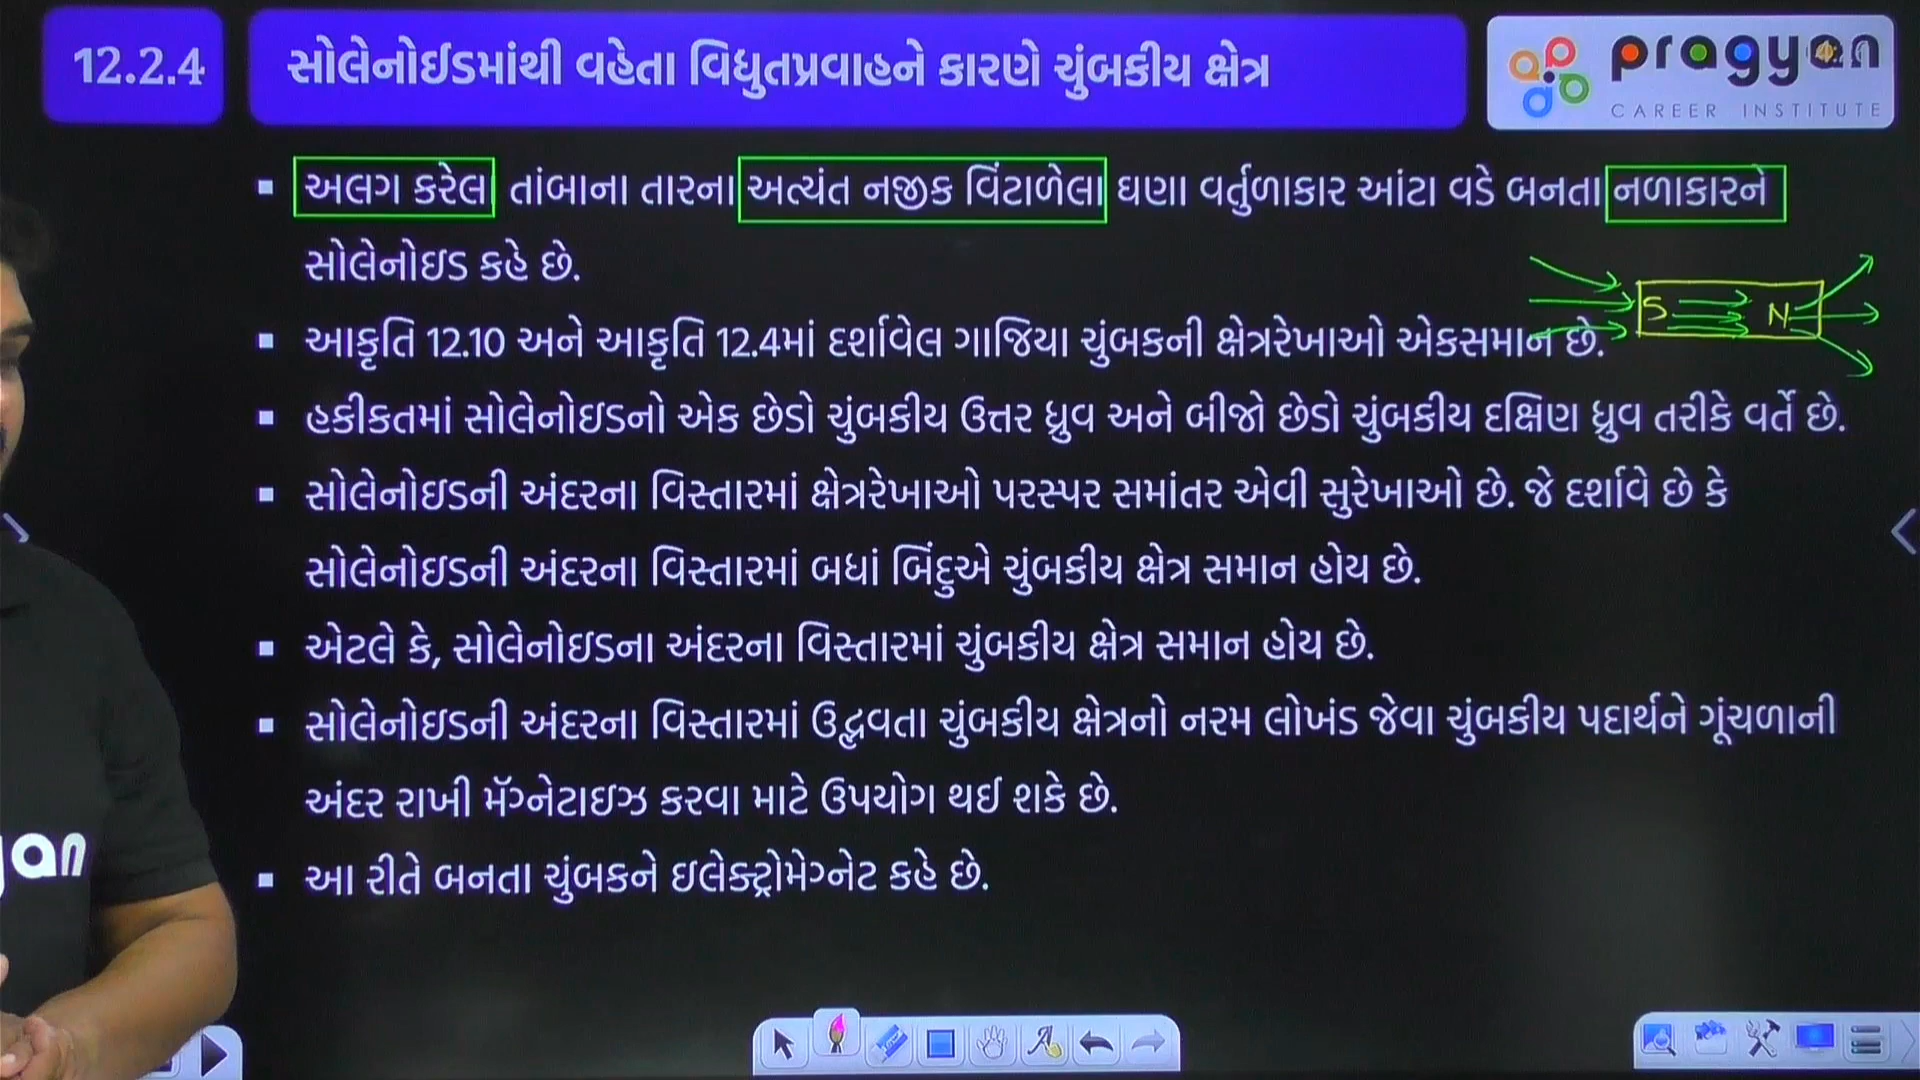 12.2.4
સોલેનોઈડમાંથી વહેતા વિદ્યુતપ્રવાહને કારણે ચુંબકીય ક્ષેત્ર
pragyan
CAREER INSTITUTE
▪ અલગ કરેલ તાંબાના તારના અત્યંત નજીક વિંટાળેલા ઘણા વર્તુળાકાર આંટા વડે બનતા નળાકારને
સોલેનોઇડ કહે છે.
S N
▪ આકૃતિ 12.10 અને આકૃતિ 12.4માં દર્શાવેલ ગાજિયા ચુંબકની ક્ષેત્રરેખાઓ એકસમાન છે.
▪ હકીકતમાં સોલેનોઇડનો એક છેડો ચુંબકીય ઉત્તર ધ્રુવ અને બીજો છેડો ચુંબકીય દક્ષિણ ધ્રુવ તરીકે વર્તે છે.
▪ સોલેનોઇડની અંદરના વિસ્તારમાં ક્ષેત્રરેખાઓ પરસ્પર સમાંતર એવી સુરેખાઓ છે. જે દર્શાવે છે કે
સોલેનોઇડની અંદરના વિસ્તારમાં બધાં બિંદુએ ચુંબકીય ક્ષેત્ર સમાન હોય છે.
▪ એટલે કે, સોલેનોઇડના અંદરના વિસ્તારમાં ચુંબકીય ક્ષેત્ર સમાન હોય છે.
▪ સોલેનોઇડની અંદરના વિસ્તારમાં ઉદ્ભવતા ચુંબકીય ક્ષેત્રનો નરમ લોખંડ જેવા ચુંબકીય પદાર્થને ગૂંચળાની
અંદર રાખી મૅગ્નેટાઇઝ કરવા માટે ઉપયોગ થઈ શકે છે.
▪ આ રીતે બનતા ચુંબકને ઇલેક્ટ્રોમેગ્નેટ કહે છે.
an